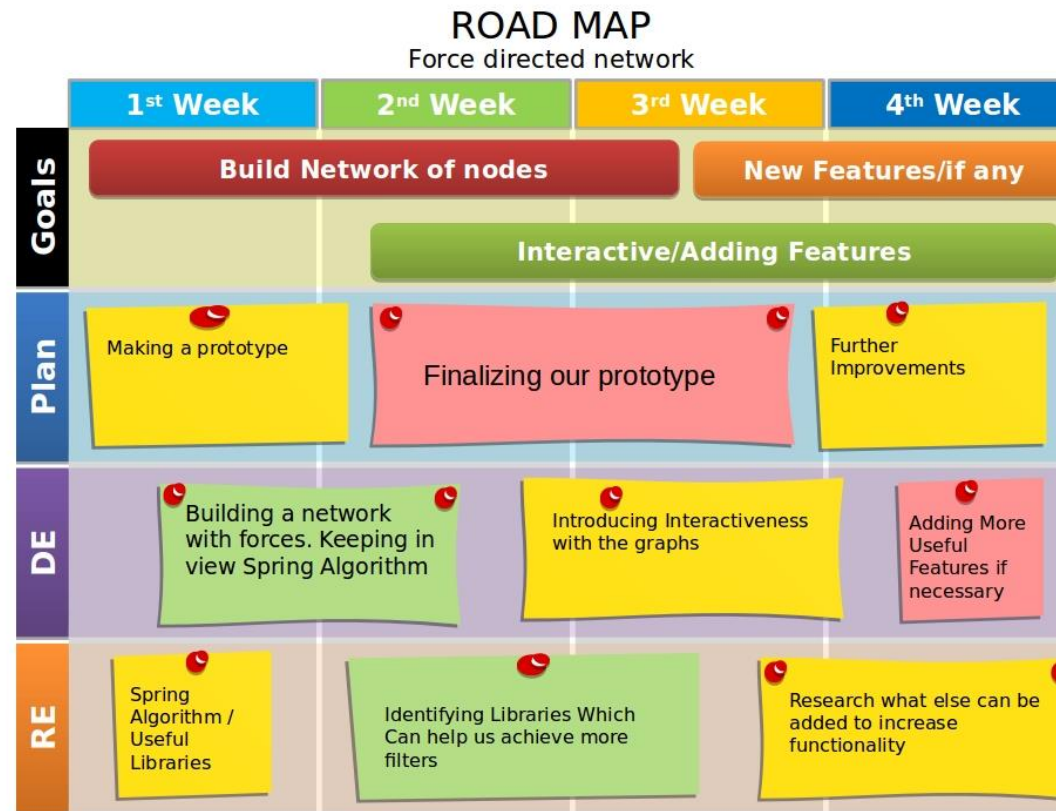 ROAD MAP
Force directed network
1st Week
2nd Week
3rd Week
4th Week
Goals
Build Network of nodes
New Features/if any
Interactive/Adding Features
Plan
Making a prototype
Finalizing our prototype
Further
Improvements
DE
Building a network
with forces. Keeping in
view Spring Algorithm
Introducing Interactiveness
with the graphs
Adding More
Useful
Features if
necessary
RE
Spring
Algorithm /
Useful
Libraries
Identifying Libraries Which
Can help us achieve more
filters
Research what else can be
added to increase
functionality